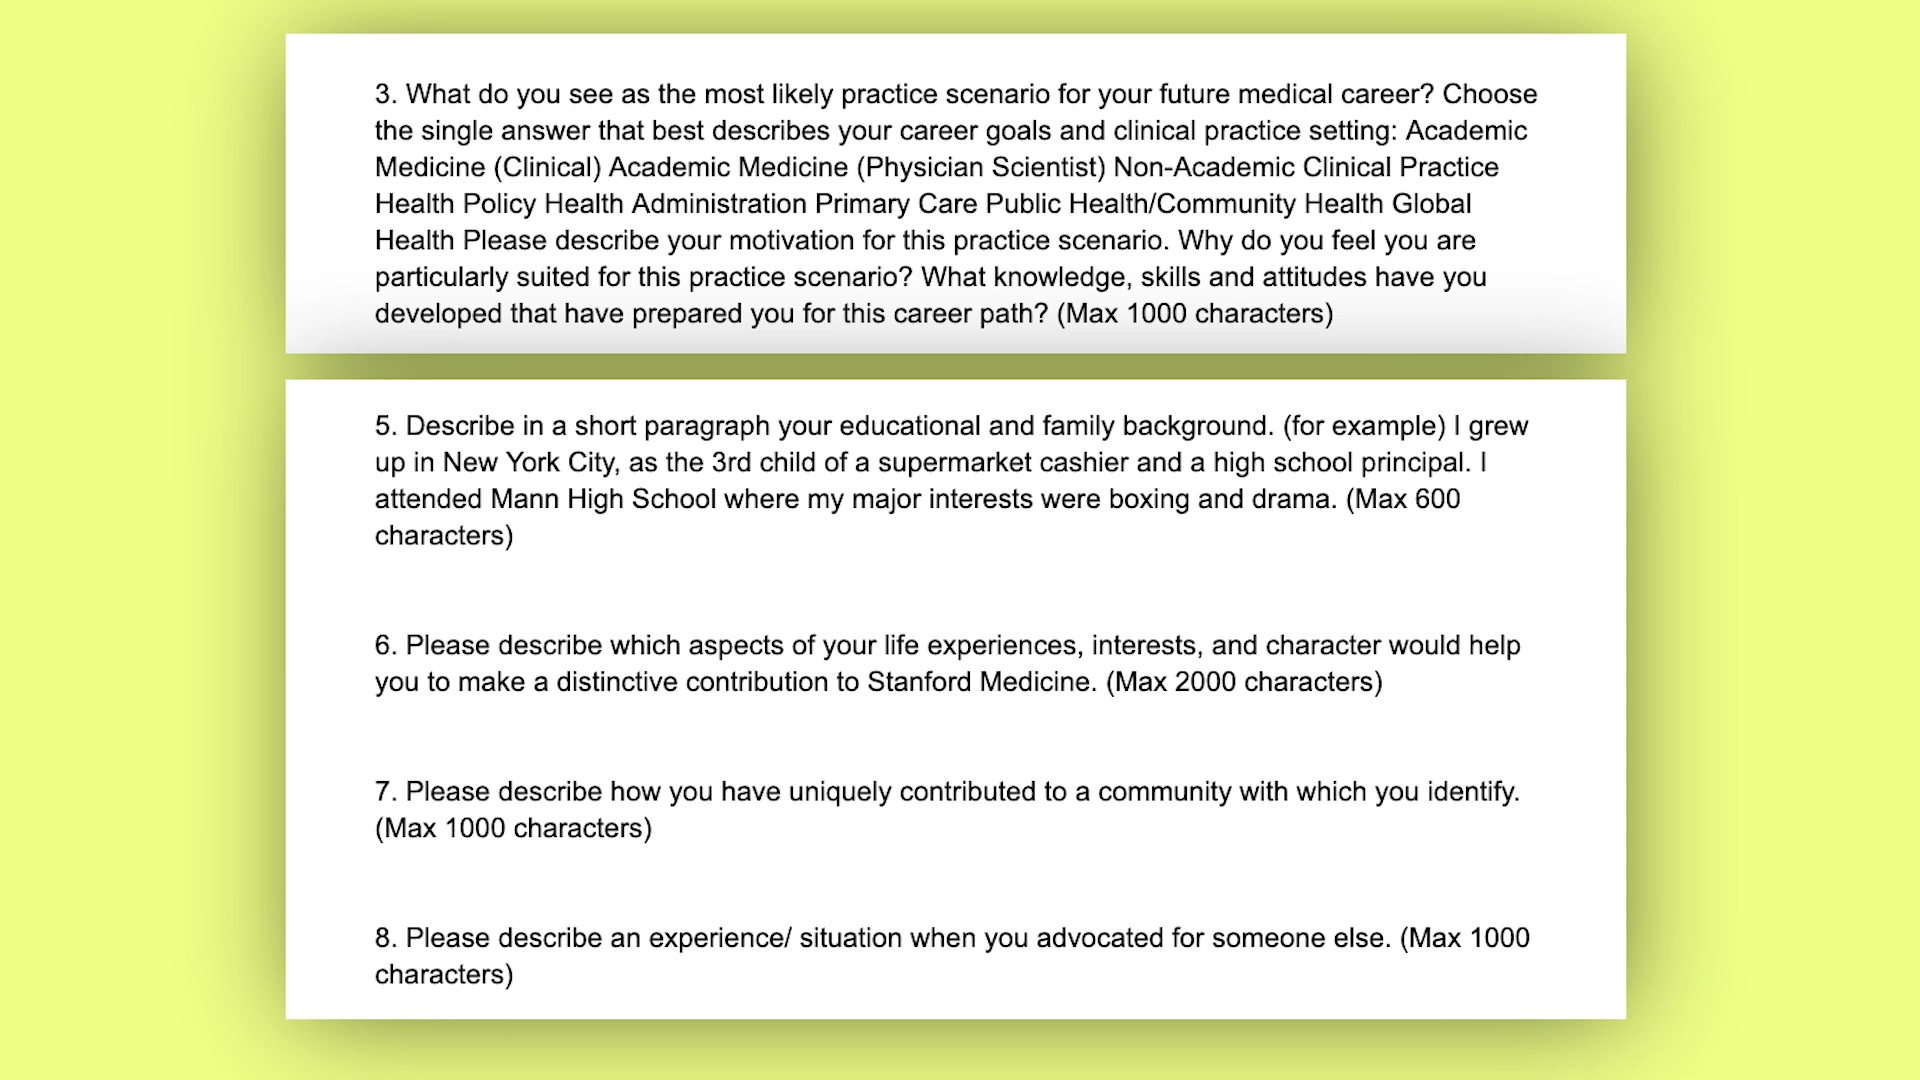 3. What do you see as the most likely practice scenario for your future medical career? Choose
the single answer that best describes your career goals and clinical practice setting: Academic
Medicine (Clinical) Academic Medicine (Physician Scientist) Non-Academic Clinical Practice
Health Policy Health Administration Primary Care Public Health/Community Health Global
Health Please describe your motivation for this practice scenario. Why do you feel you are
particularly suited for this practice scenario? What knowledge, skills and attitudes have you
developed that have prepared you for this career path? (Max 1000 characters)
5. Describe in a short paragraph your educational and family background. (for example) I grew
up in New York City, as the 3rd child of a supermarket cashier and a high school principal. I
attended Mann High School where my major interests were boxing and drama. (Max 600
characters)
6. Please describe which aspects of your life experiences, interests, and character would help
you to make a distinctive contribution to Stanford Medicine. (Max 2000 characters)
7. Please describe how you have uniquely contributed to a community with which you identify.
(Max 1000 characters)
8. Please describe an experience/ situation when you advocated for someone else. (Max 1000
characters)